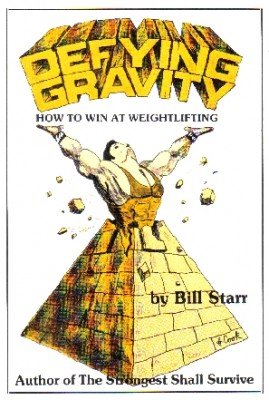 DEFYING
GRAVITY
HOW TO WIN AT WEIGHTLIFTING
by Bill Starr
Author of The Strongest Shall Survive